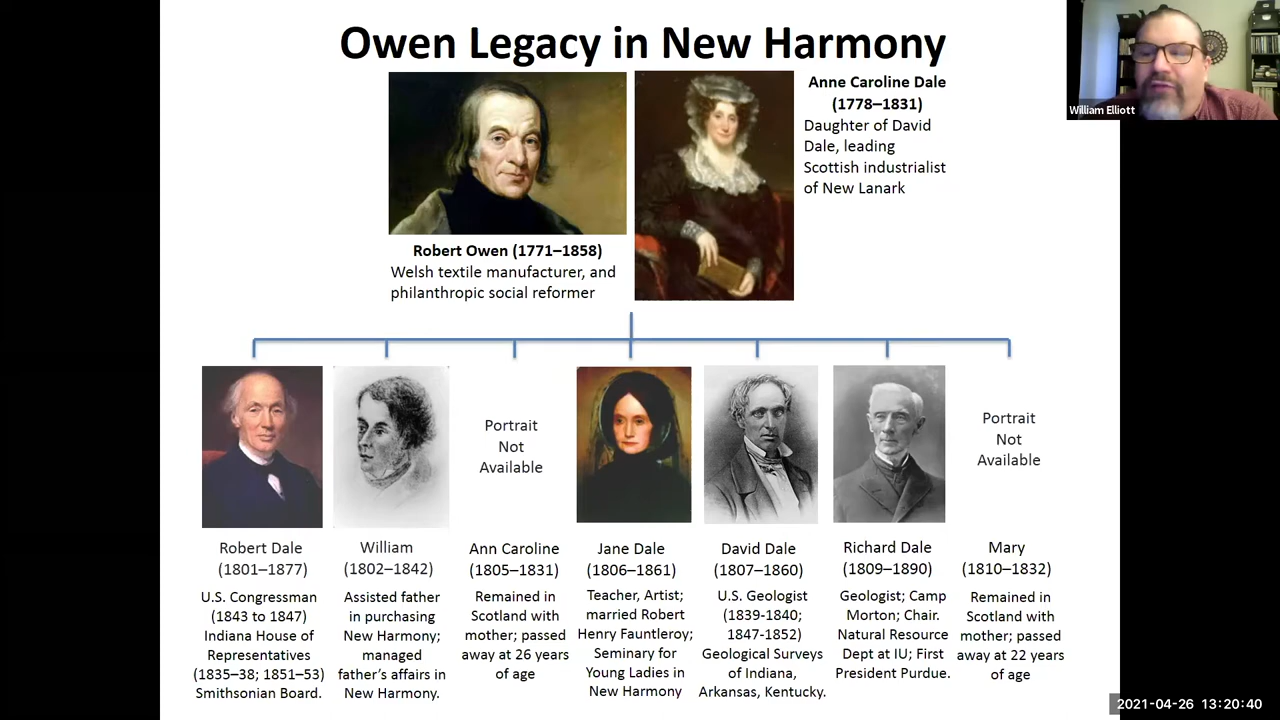 Owen Legacy in New Harmony
William Elliott
Anne Caroline Dale
(1778–1831)
Daughter of David
Dale, leading
Scottish industrialist
of New Lanark
Robert Owen (1771–1858)
Welsh textile manufacturer, and
philanthropic social reformer
Portrait
Not
Available
Portrait
Not
Available
Robert Dale
(1801–1877)
U.S. Congressman
(1843 to 1847)
Indiana House of
Representatives
(1835–38; 1851–53)
Smithsonian Board.
William
(1802–1842)
Assisted father
in purchasing
New Harmony;
managed
father's affairs in
New Harmony.
Ann Caroline
(1805–1831)
Remained in
Scotland with
mother; passed
away at 26 years
of age
Jane Dale
(1806–1861)
Teacher, Artist;
married Robert
Henry Fauntleroy;
Seminary for
Young Ladies in
New Harmony
David Dale
(1807–1860)
U.S. Geologist
(1839-1840;
1847-1852)
Geological Surveys
of Indiana,
Arkansas, Kentucky.
Richard Dale
(1809–1890)
Geologist; Camp
Morton; Chair.
Natural Resource
Dept at IU; First
President Purdue.
Mary
(1810–1832)
Remained in
Scotland with
mother; passed
away at 22 years
of age
2021-04-26 13:20:40